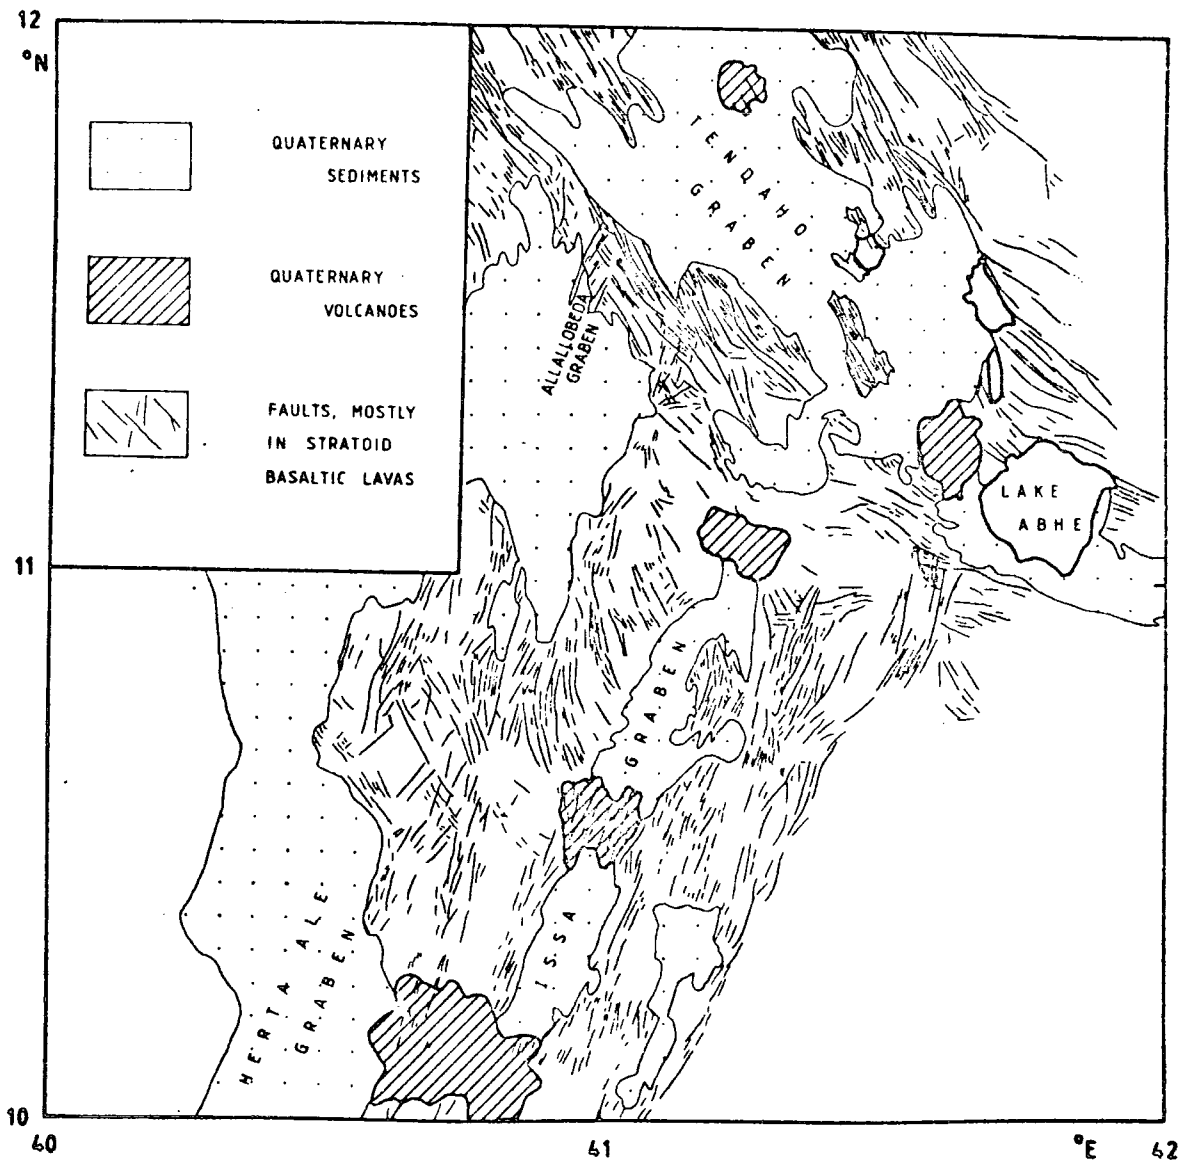 12
°N
QUATERNARY
SEDIMENTS
QUATERNARY
VOLCANOES
FAULTS, MOSTLY
IN STRATOID
BASALTIC LAVAS
TENDAHO
GRABEN
ALLALLOBEDA
GRABEN
LAKE
ABHE
11
ISSA GRABEN
HERTA ALE
GRABEN
10
40
41
°E
42